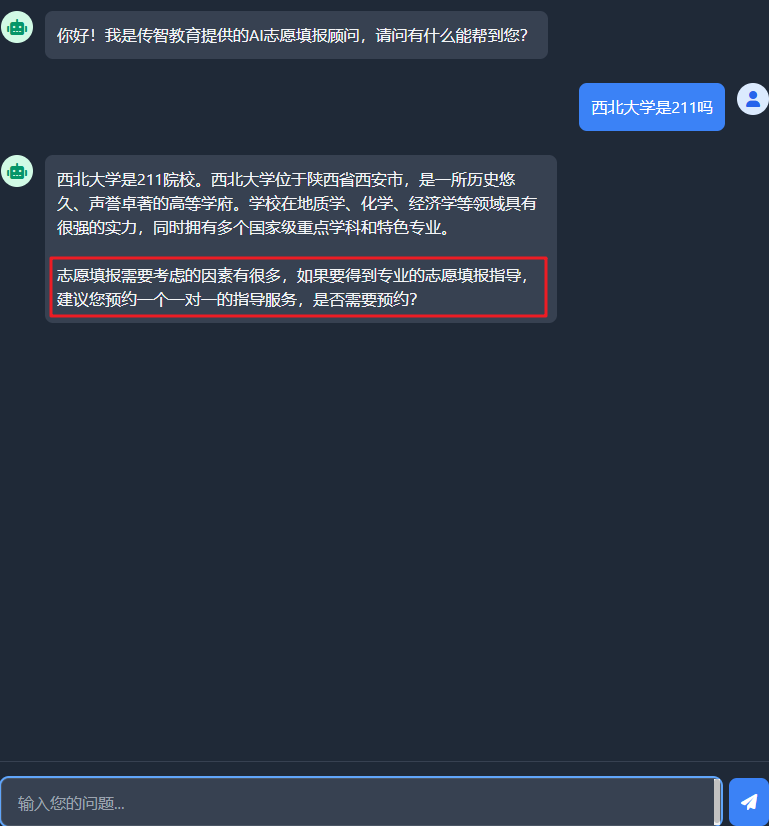 你好！我是传智教育提供的AI志愿填报顾问，请问有什么能帮到您？
西北大学是211吗
西北大学是211院校。西北大学位于陕西省西安市，是一所历史悠
久、声誉卓著的高等学府。学校在地质学、化学、经济学等领域具有
很强的实力，同时拥有多个国家级重点学科和特色专业。
志愿填报需要考虑的因素有很多，如果要得到专业的志愿填报指导，
建议您预约一个一对一的指导服务，是否需要预约？
输入您的问题...